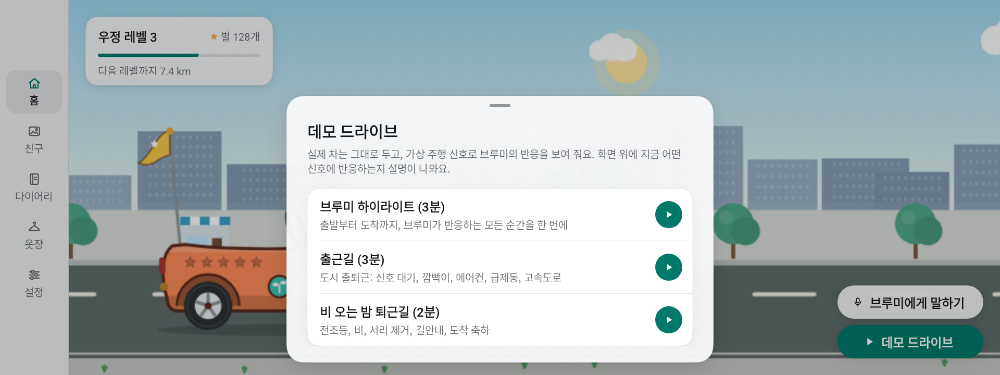 우정 레벨 3
별 128개
다음 레벨까지 7.4 km
홈
친구
다이어리
옷장
설정
데모 드라이브
실제 차는 그대로 두고, 가상 주행 신호로 브루미의 반응을 보여 줘요. 화면 위에 지금 어떤
신호에 반응하는지 설명이 나와요.
브루미 하이라이트 (3분)
출발부터 도착까지, 브루미가 반응하는 모든 순간을 한 번에
출근길 (3분)
도시 출퇴근: 신호 대기, 깜빡이, 에어컨, 급제동, 고속도로
비 오는 밤 퇴근길 (2분)
전조등, 비, 서리 제거, 길안내, 도착 축하
브루미에게 말하기
데모 드라이브